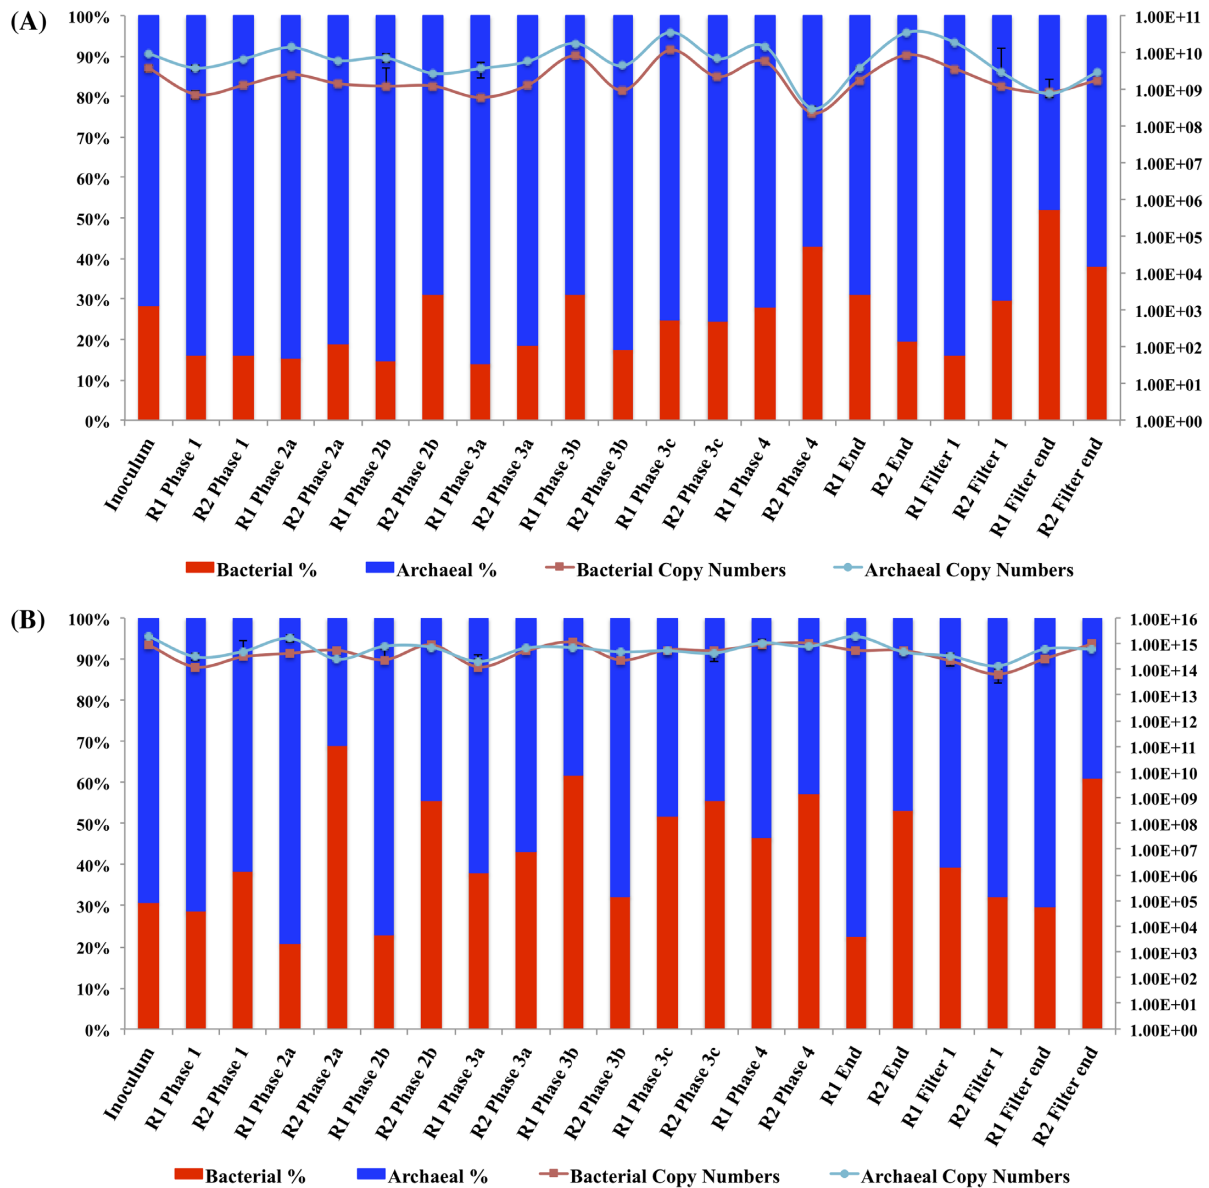 (A)
100%
90%
80%
70%
60%
50%
40%
30%
20%
10%
0%
1.00E+11
1.00E+10
1.00E+09
1.00E+08
1.00E+07
1.00E+06
1.00E+05
1.00E+04
1.00E+03
1.00E+02
1.00E+01
1.00E+00
Inoculum
R1 Phase 1
R2 Phase 1
R1 Phase 2a
R2 Phase 2a
R1 Phase 2b
R2 Phase 2b
R1 Phase 3a
R2 Phase 3a
R1 Phase 3b
R2 Phase 3b
R1 Phase 3c
R2 Phase 3c
R1 Phase 4
R2 Phase 4
R1 End
R2 End
R1 Filter 1
R2 Filter 1
R1 Filter end
R2 Filter end
Bacterial % Archaeal % Bacterial Copy Numbers Archaeal Copy Numbers
(B)
100%
90%
80%
70%
60%
50%
40%
30%
20%
10%
0%
1.00E+16
1.00E+15
1.00E+14
1.00E+13
1.00E+12
1.00E+11
1.00E+10
1.00E+09
1.00E+08
1.00E+07
1.00E+06
1.00E+05
1.00E+04
1.00E+03
1.00E+02
1.00E+01
1.00E+00
Inoculum
R1 Phase 1
R2 Phase 1
R1 Phase 2a
R2 Phase 2a
R1 Phase 2b
R2 Phase 2b
R1 Phase 3a
R2 Phase 3a
R1 Phase 3b
R2 Phase 3b
R1 Phase 3c
R2 Phase 3c
R1 Phase 4
R2 Phase 4
R1 End
R2 End
R1 Filter 1
R2 Filter 1
R1 Filter end
R2 Filter end
Bacterial % Archaeal % Bacterial Copy Numbers Archaeal Copy Numbers